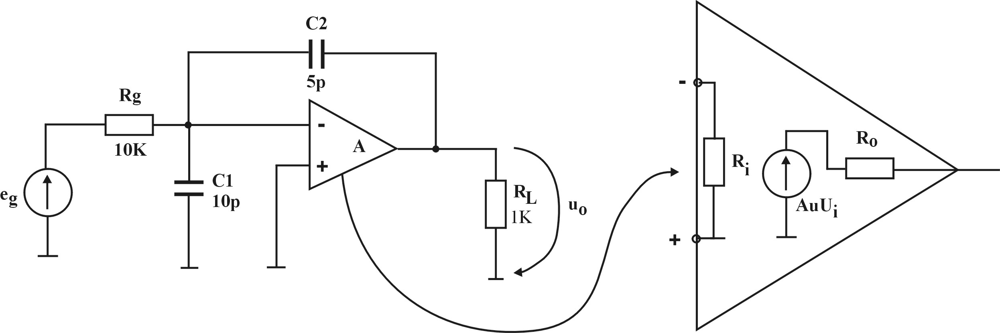 C2
5p
Rg
10K
eg
C1
10p
-
A
+
RL
1K
uo
-
+
Ri
Ro
AuUi